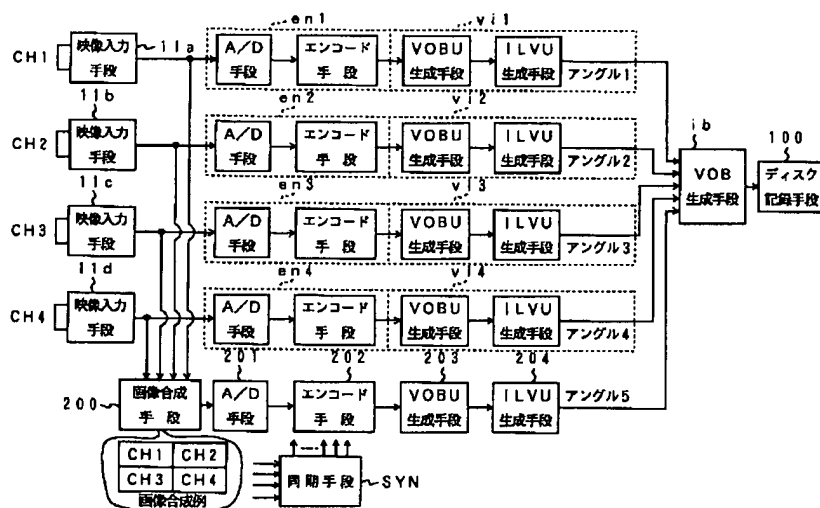 en1
CH1
映像入力
手段
11a
A/D
手段
エンコード
手 段
VOBU
生成手段
ILVU
生成手段
アングル1
vi1
11b
en2
CH2
映像入力
手段
A/D
手段
エンコード
手 段
VOBU
生成手段
ILVU
生成手段
アングル2
vi2
ib
100
VOB
生成手段
ディスク
記録手段
11c
en3
CH3
映像入力
手段
A/D
手段
エンコード
手 段
VOBU
生成手段
ILVU
生成手段
アングル3
vi3
11d
en4
CH4
映像入力
手段
A/D
手段
エンコード
手 段
VOBU
生成手段
ILVU
生成手段
アングル4
vi4
201
202
203
204
200
画像合成
手 段
A/D
手段
エンコード
手 段
VOBU
生成手段
ILVU
生成手段
アングル5
CH1 CH2
CH3 CH4
画像合成例
同期手段
SYN